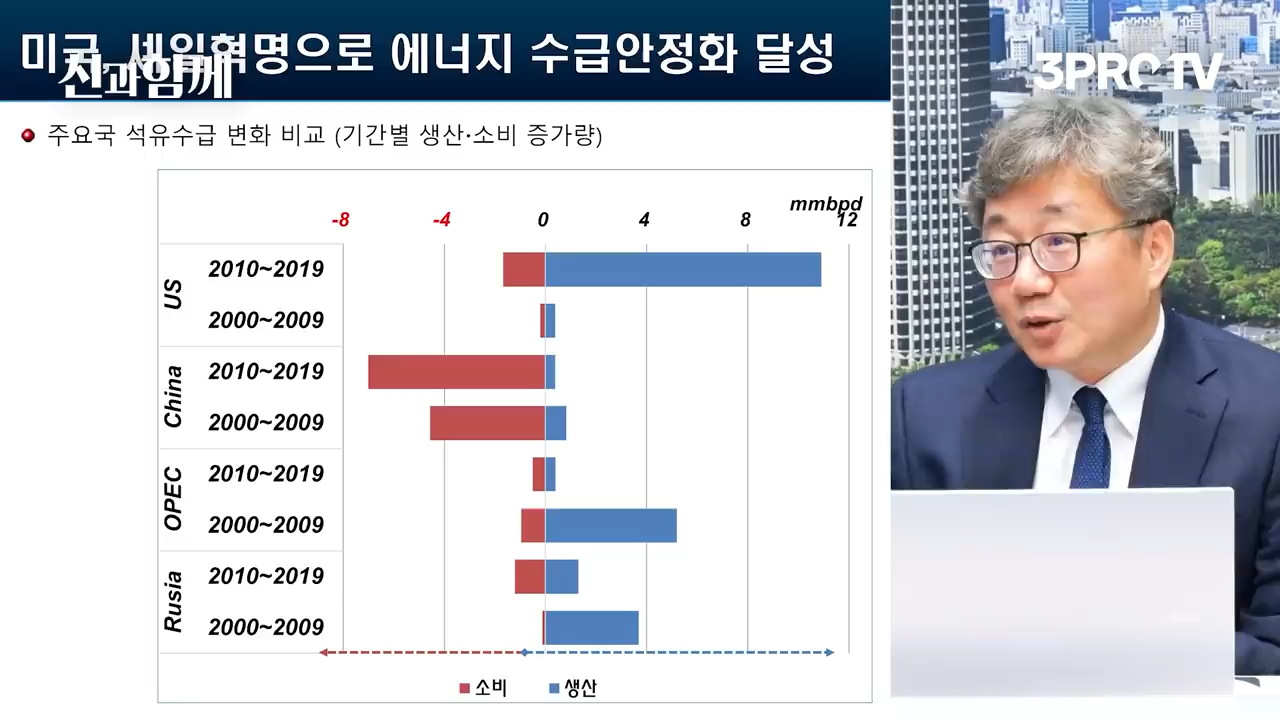 미국, 셰일혁명으로 에너지 수급안정화 달성
신과함께
3PRO TV
주요국 석유수급 변화 비교 (기간별 생산·소비 증가량)
mmbpd
-8 -4 0 4 8 12
US
2010~2019
2000~2009
China
2010~2019
2000~2009
OPEC
2010~2019
2000~2009
Rusia
2010~2019
2000~2009
소비 생산